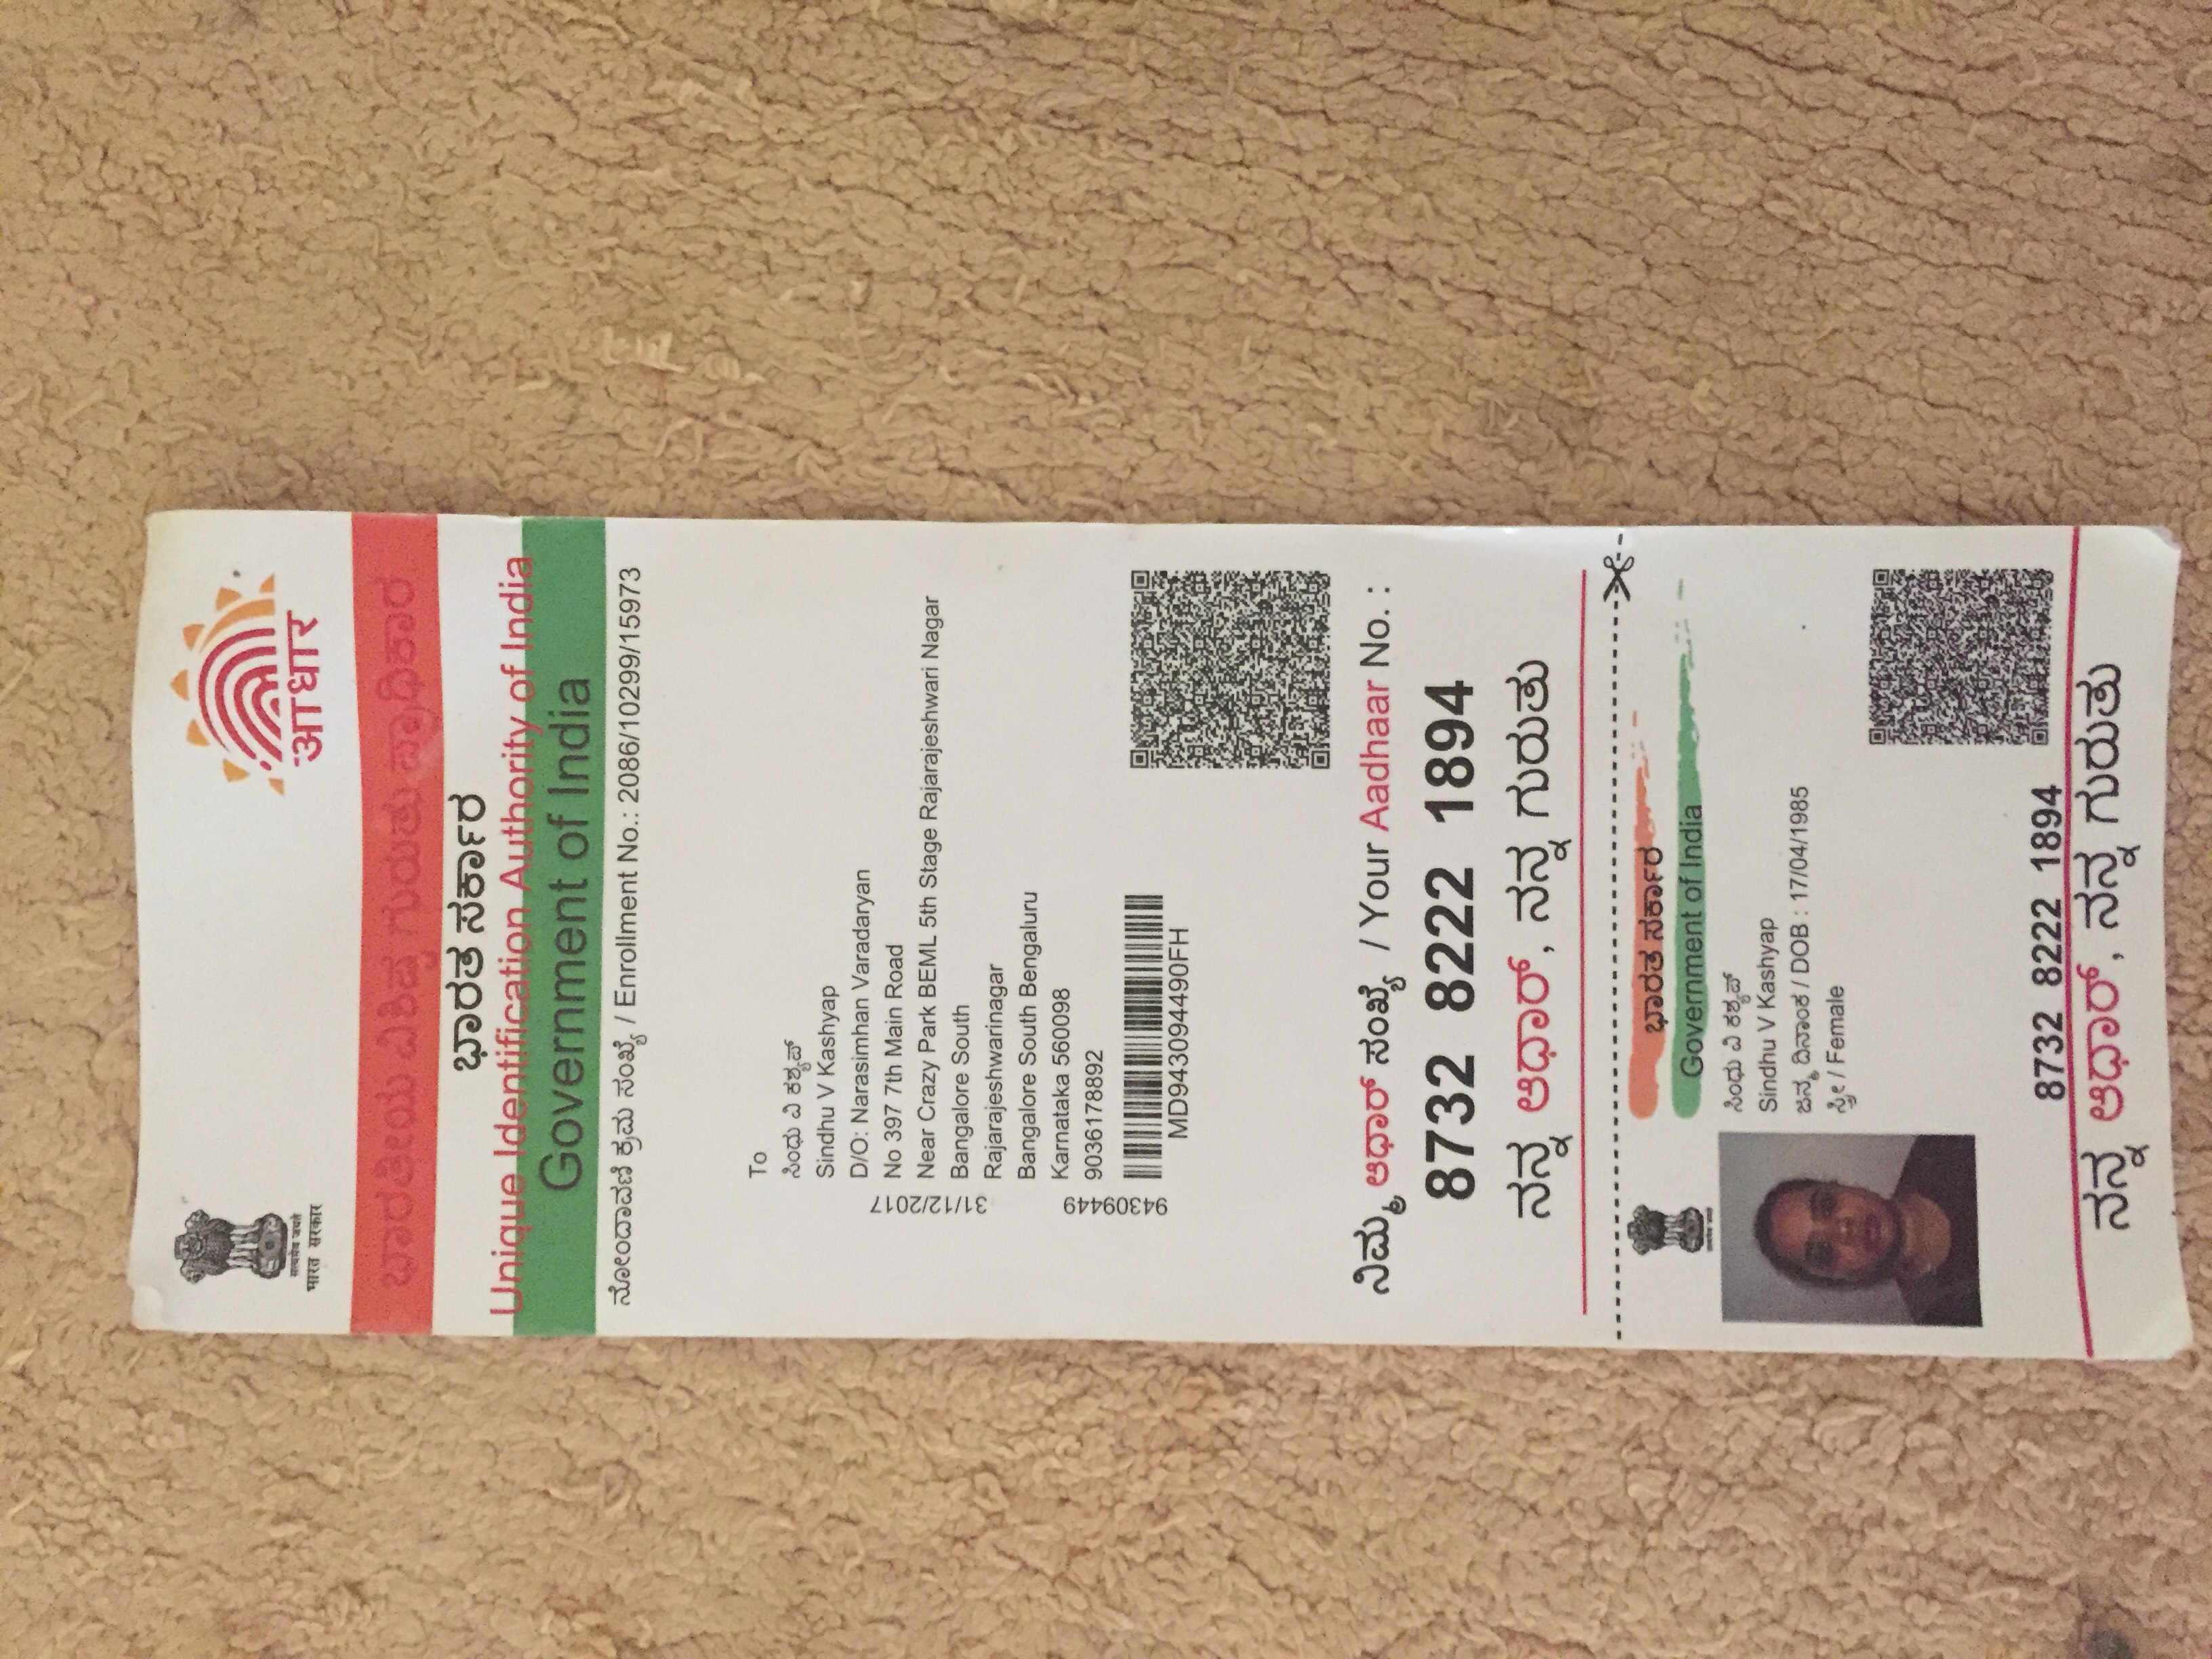 सत्यमेव जयते
भारत सरकार
आधार
ಭಾರತೀಯ ವಿಶಿಷ್ಟ ಗುರುತು ಪ್ರಾಧಿಕಾರ
ಭಾರತ ಸರ್ಕಾರ
Unique Identification Authority of India
Government of India
ನೋಂದಾವಣಿ ಕ್ರಮ ಸಂಖ್ಯೆ / Enrollment No.: 2086/10299/15973
To
ಸಿಂಧು ವಿ ಕಶ್ಯಪ್
Sindhu V Kashyap
D/O: Narasimhan Varadaryan
No 397 7th Main Road
Near Crazy Park BEML 5th Stage Rajarajeshwari Nagar
Bangalore South
Rajarajeshwarinagar
Bangalore South Bengaluru
Karnataka 560098
9036178892
31/12/2017
94309449
MD943094490FH
ನಿಮ್ಮ ಆಧಾರ್ ಸಂಖ್ಯೆ / Your Aadhaar No. :
8732 8222 1894
ನನ್ನ ಆಧಾರ್, ನನ್ನ ಗುರುತು
ಭಾರತ ಸರ್ಕಾರ
Government of India
ಸಿಂಧು ವಿ ಕಶ್ಯಪ್
Sindhu V Kashyap
ಜನ್ಮ ದಿನಾಂಕ / DOB : 17/04/1985
ಸ್ತ್ರೀ / Female
8732 8222 1894
ನನ್ನ ಆಧಾರ್, ನನ್ನ ಗುರುತು